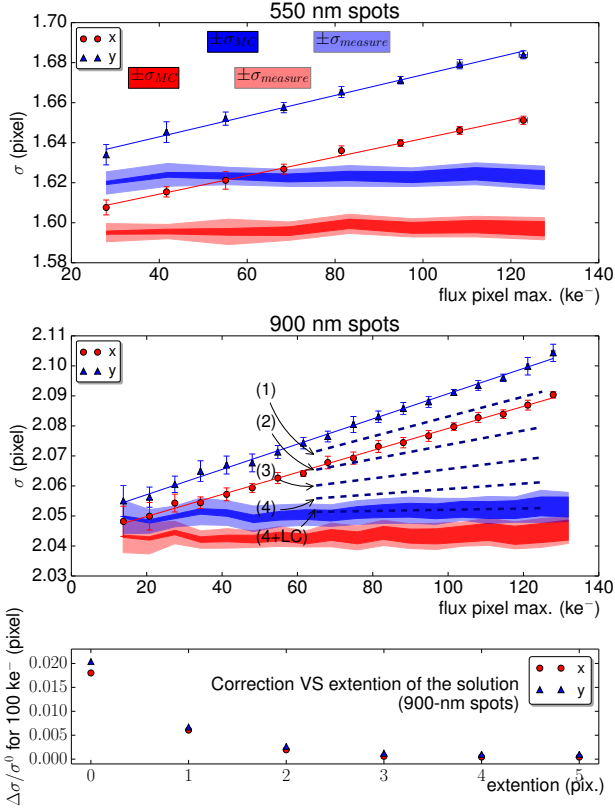 550 nm spots
x
y
±σMC
±σmeasure
±σMC
±σmeasure
σ (pixel)
1.70
1.68
1.66
1.64
1.62
1.60
1.58
20 40 60 80 100 120 140
flux pixel max. (ke⁻)
900 nm spots
x
y
(1)
(2)
(3)
(4)
(4+LC)
σ (pixel)
2.11
2.10
2.09
2.08
2.07
2.06
2.05
2.04
2.03
0 20 40 60 80 100 120 140
flux pixel max. (ke⁻)
Δσ/σ⁰ for 100 ke⁻ (pixel)
0.020
0.015
0.010
0.005
0.000
Correction VS extention of the solution
(900-nm spots)
x
y
0 1 2 3 4 5
extention (pix.)